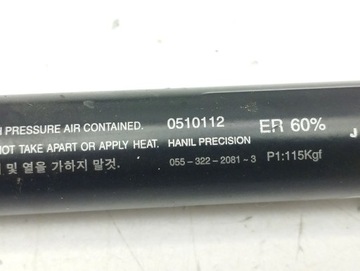 PRESSURE AIR CONTAINED. 0510112 ER 60% J
NOT TAKE APART OR APPLY HEAT. HANIL PRECISION
및 열을 가하지 말것. 055-322-2081~3 P1:115Kgf